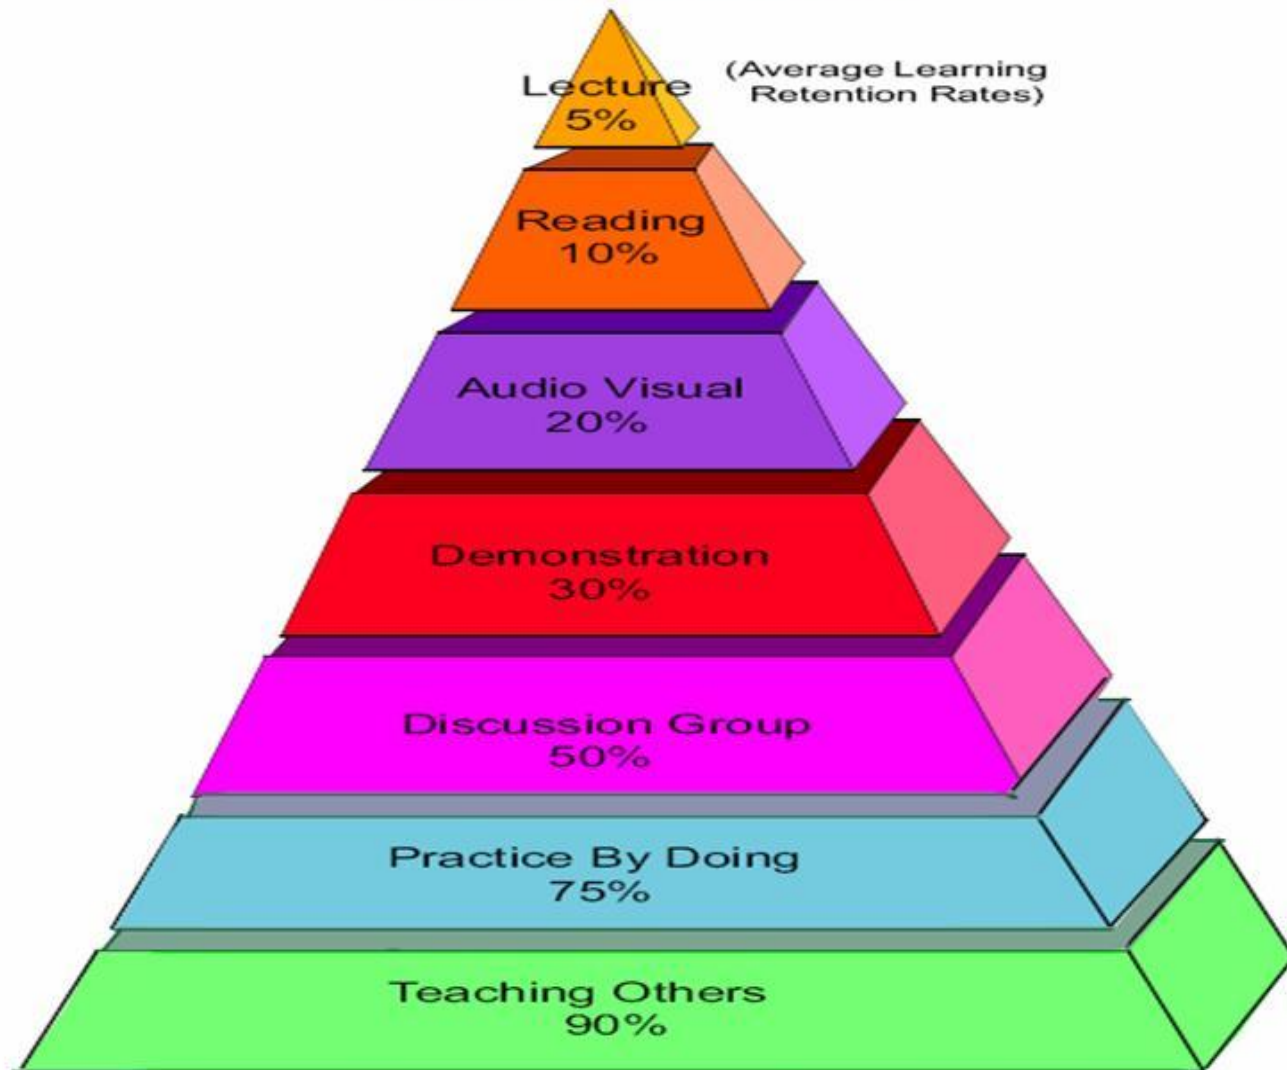 Lecture
5%
(Average Learning
Retention Rates)
Reading
10%
Audio Visual
20%
Demonstration
30%
Discussion Group
50%
Practice By Doing
75%
Teaching Others
90%